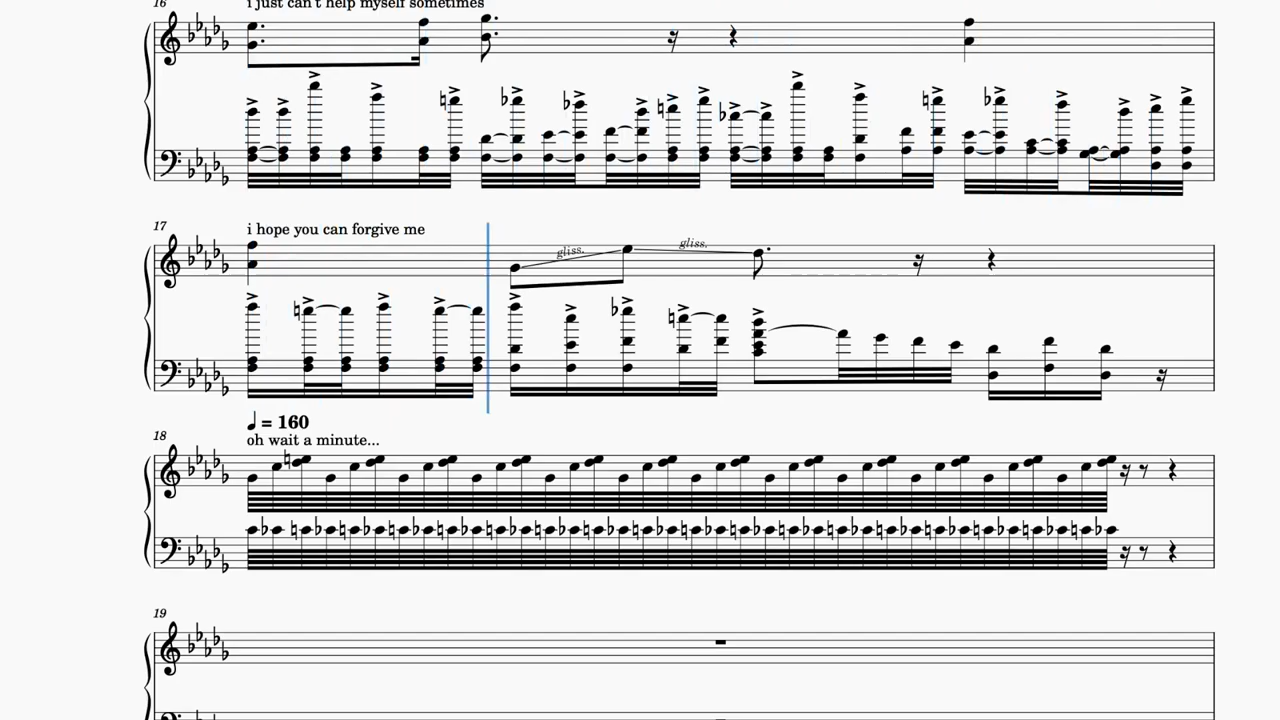 16
i just can't help myself sometimes
17
i hope you can forgive me
gliss.
gliss.
= 160
18
oh wait a minute...
19